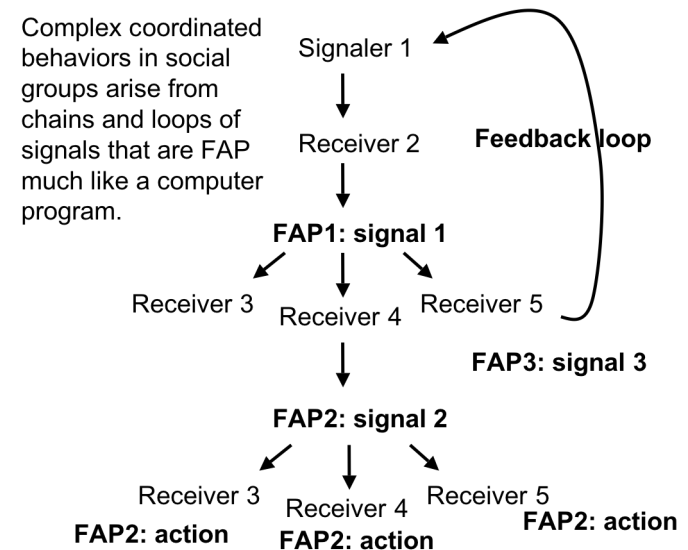 Complex coordinated
behaviors in social
groups arise from
chains and loops of
signals that are FAP
much like a computer
program.
Signaler 1
Receiver 2
Feedback loop
FAP1: signal 1
Receiver 3
Receiver 4
Receiver 5
FAP3: signal 3
FAP2: signal 2
Receiver 3
Receiver 4
Receiver 5
FAP2: action
FAP2: action
FAP2: action